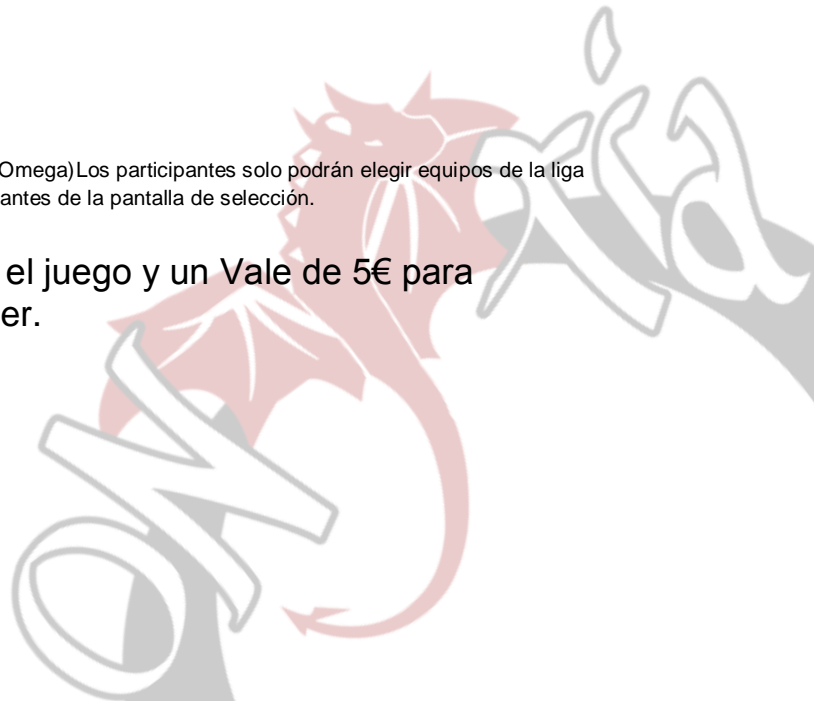 Omega)Los participantes solo podrán elegir equipos de la liga
antes de la pantalla de selección.
el juego y un Vale de 5€ para
er.